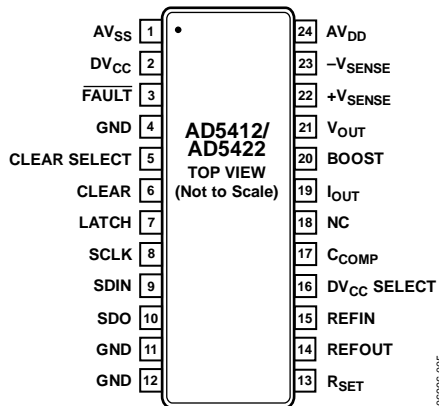 AVSS 1
DVCC 2
FAULT 3
GND 4
CLEAR SELECT 5
CLEAR 6
LATCH 7
SCLK 8
SDIN 9
SDO 10
GND 11
GND 12
AD5412/
AD5422
TOP VIEW
(Not to Scale)
24 AVDD
23 –VSENSE
22 +VSENSE
21 VOUT
20 BOOST
19 IOUT
18 NC
17 CCOMP
16 DVCC SELECT
15 REFIN
14 REFOUT
13 RSET